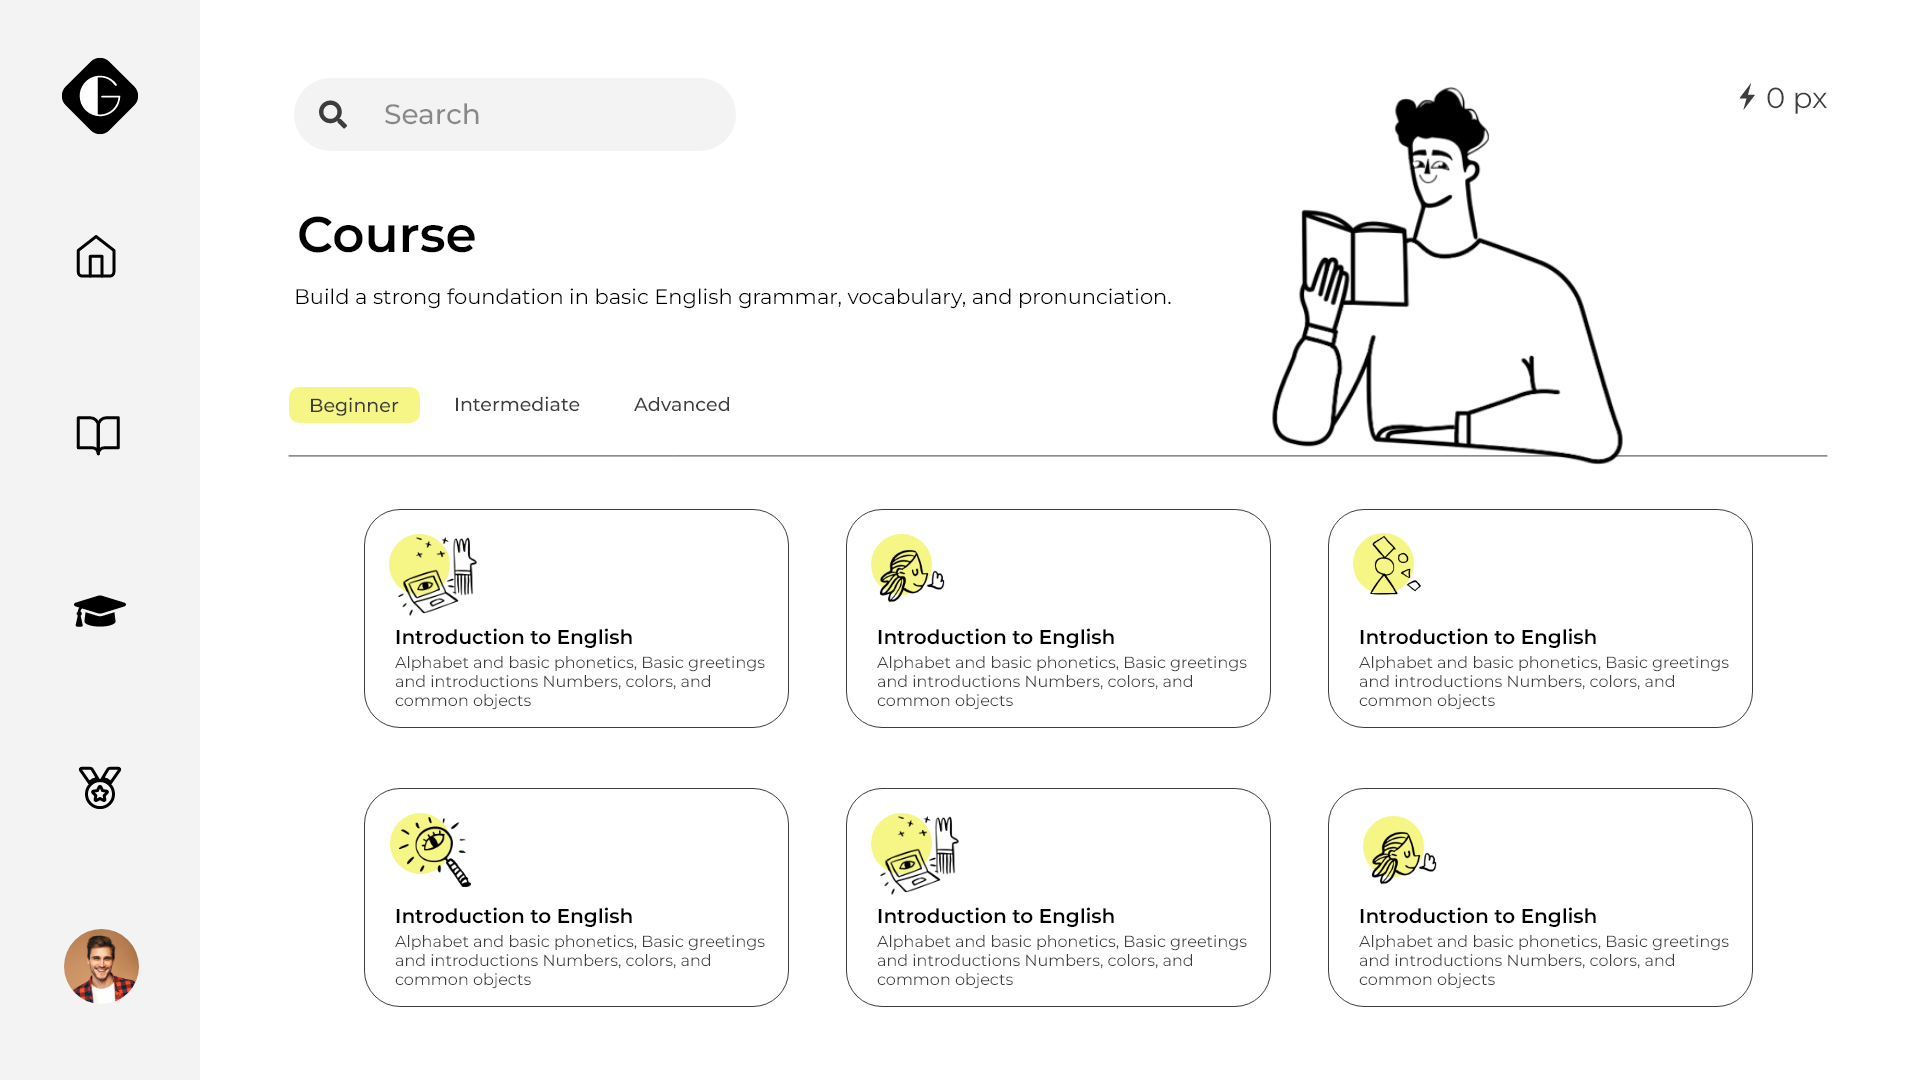 Search
0 px
Course
Build a strong foundation in basic English grammar, vocabulary, and pronunciation.
Beginner
Intermediate
Advanced
Introduction to English
Alphabet and basic phonetics, Basic greetings
and introductions Numbers, colors, and
common objects
Introduction to English
Alphabet and basic phonetics, Basic greetings
and introductions Numbers, colors, and
common objects
Introduction to English
Alphabet and basic phonetics, Basic greetings
and introductions Numbers, colors, and
common objects
Introduction to English
Alphabet and basic phonetics, Basic greetings
and introductions Numbers, colors, and
common objects
Introduction to English
Alphabet and basic phonetics, Basic greetings
and introductions Numbers, colors, and
common objects
Introduction to English
Alphabet and basic phonetics, Basic greetings
and introductions Numbers, colors, and
common objects